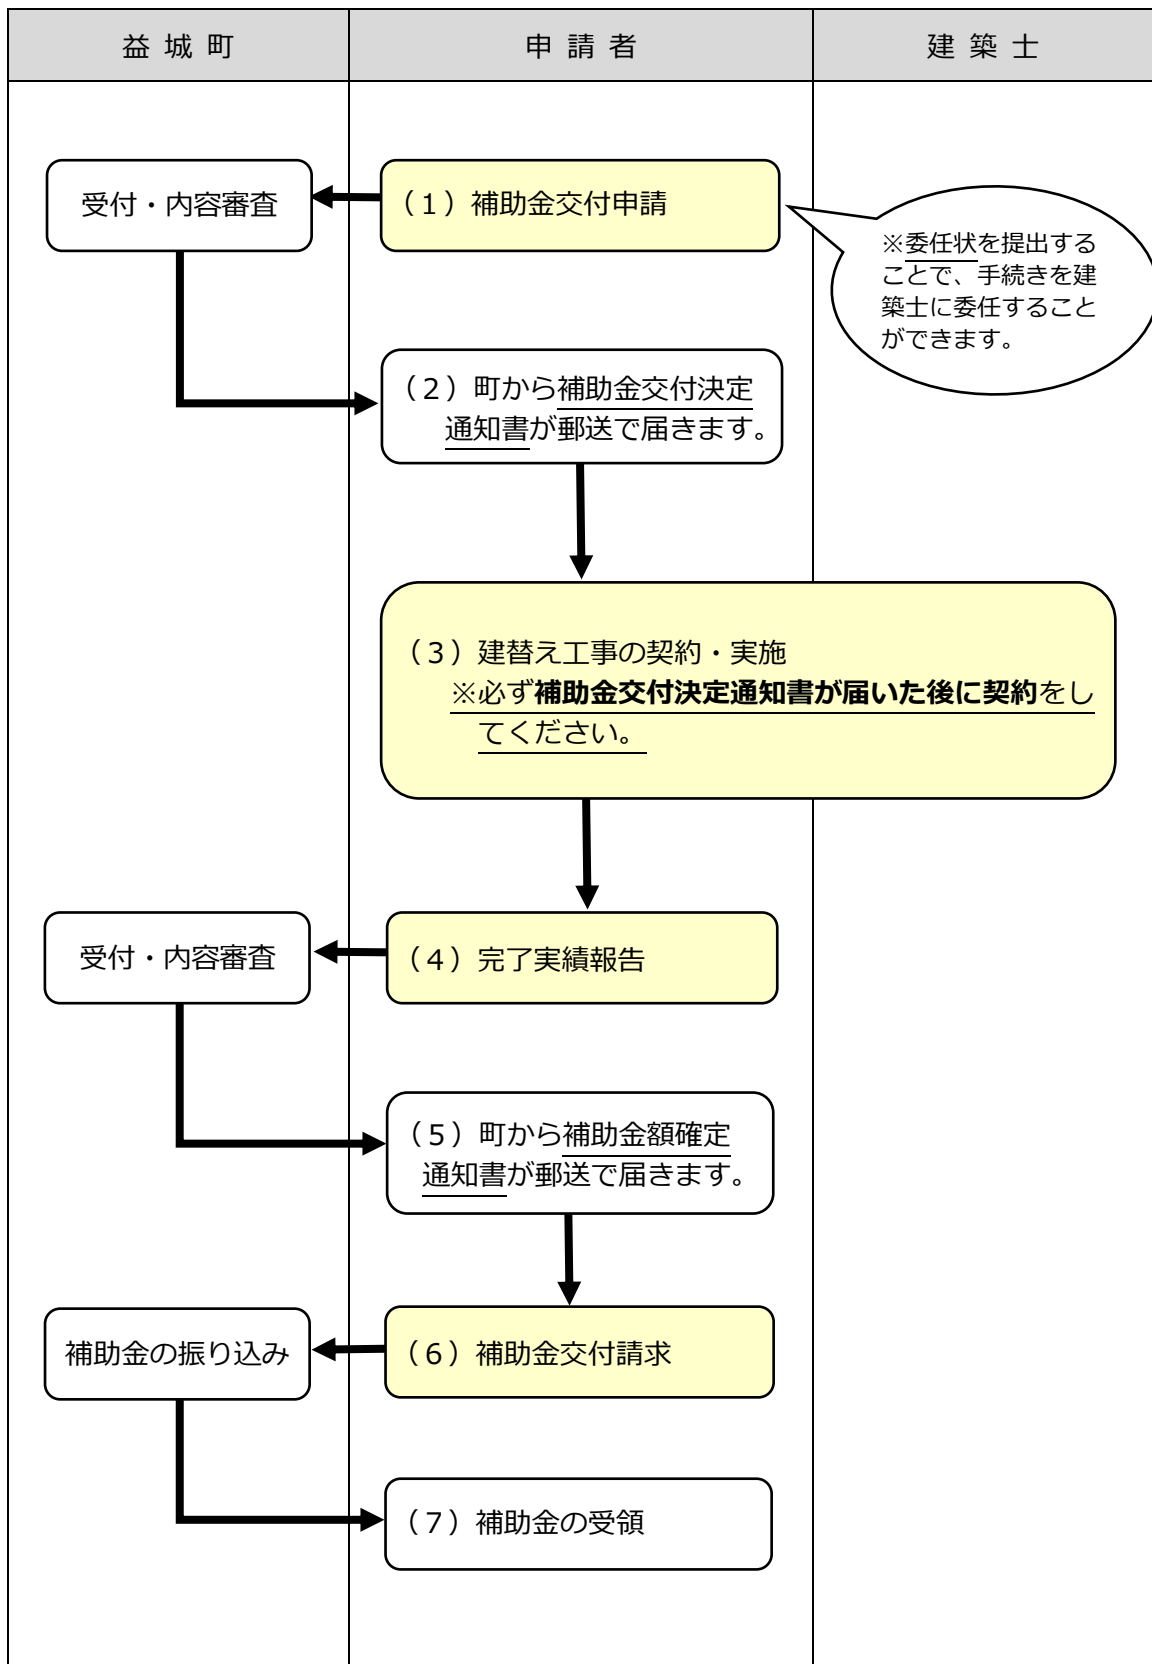 益城町
申請者
建築士
受付・内容審査
（１）補助金交付申請
※委任状を提出する
ことで、手続きを建
築士に委任すること
ができます。
（２）町から補助金交付決定
通知書が郵送で届きます。
（３）建替え工事の契約・実施
※必ず補助金交付決定通知書が届いた後に契約をし
てください。
受付・内容審査
（４）完了実績報告
（５）町から補助金額確定
通知書が郵送で届きます。
補助金の振り込み
（６）補助金交付請求
（７）補助金の受領